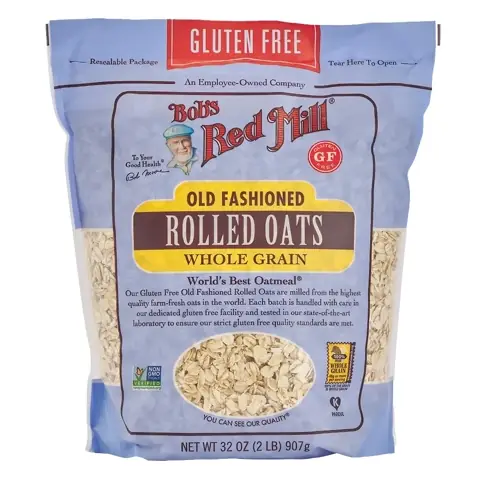 GLUTEN FREE
Resealable Package
Tear Here To Open
An Employee-Owned Company
Bob's
Red Mill®
To Your
Good Health®
Bob Moore
GLUTEN
GF
FREE
OLD FASHIONED
ROLLED OATS
WHOLE GRAIN
World's Best Oatmeal®
Our Gluten Free Old Fashioned Rolled Oats are milled from the highest
quality farm-fresh oats in the world. Each batch is handled with care in
our dedicated gluten free facility and tested in our state-of-the-art
laboratory to ensure our strict gluten free quality standards are met.
NON
GMO
VERIFIED
100%
WHOLE
GRAIN
K
YOU CAN SEE OUR QUALITY®
NET WT 32 OZ (2 LB) 907g